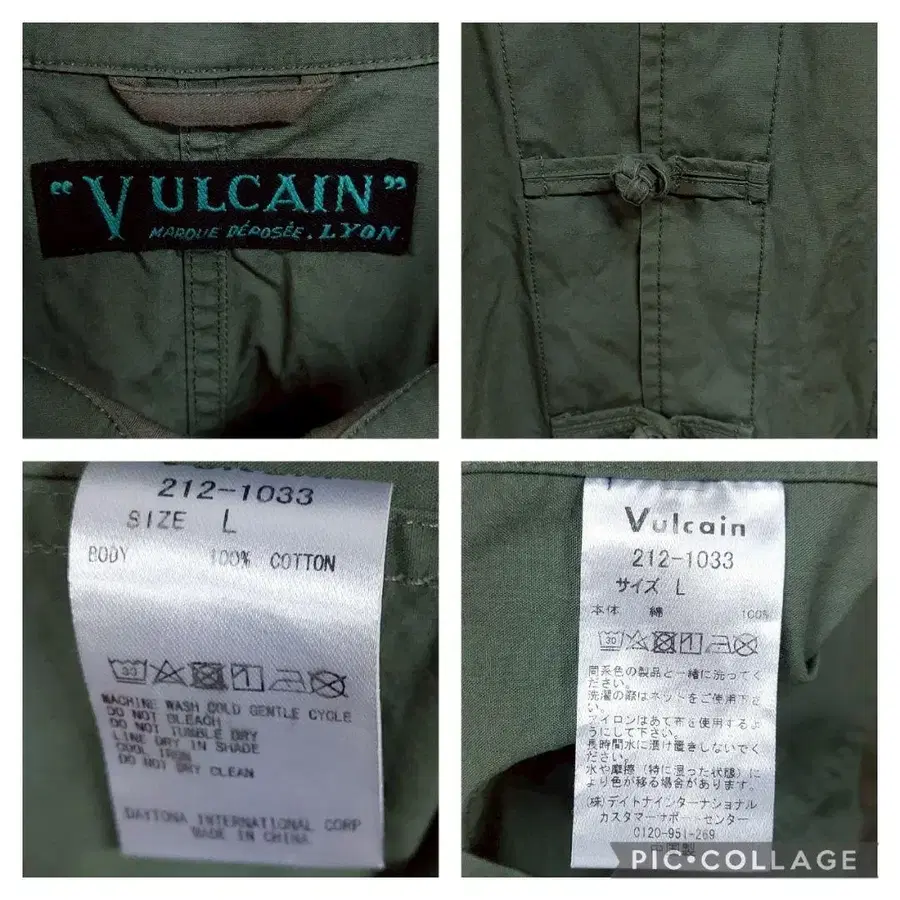 "VULCAIN"
MARQUE DÉPOSÉE. LYON
212-1033
SIZE L
BODY 100% COTTON
30
MACHINE WASH COLD GENTLE CYCLE
DO NOT BLEACH
DO NOT TUMBLE DRY
LINE DRY IN SHADE
COOL IRON
DO NOT DRY CLEAN
DAYTONA INTERNATIONAL CORP
MADE IN CHINA
Vulcain
212-1033
サイズ L
本体 綿 100%
30
同系色の製品と一緒に洗ってく
ださい。
洗濯の際はネットをご使用下さ
い。
アイロンはあて布を使用するよ
うにして下さい。
長時間水に漬け置きしないでく
ださい。
水や摩擦(特に湿った状態)に
より色が移る場合があります。
(株)デイトナインターナショナル
カスタマーサポートセンター
0120-951-269
中国製
PIC•COLLAGE